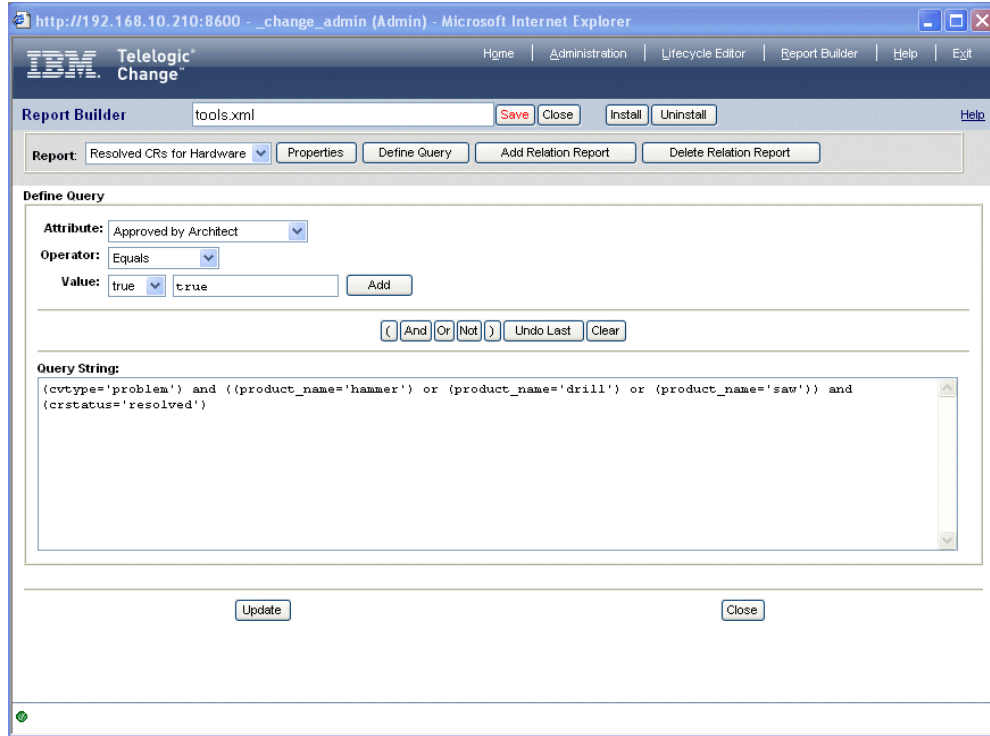 http://192.168.10.210:8600 - _change_admin (Admin) - Microsoft Internet Explorer
IBM. Telelogic® Change™ Home | Administration | Lifecycle Editor | Report Builder | Help | Exit
Report Builder tools.xml Save Close Install Uninstall Help
Report: Resolved CRs for Hardware Properties Define Query Add Relation Report Delete Relation Report
Define Query
Attribute: Approved by Architect
Operator: Equals
Value: true true Add
( And Or Not ) Undo Last Clear
Query String:
(cvtype='problem') and ((product_name='hammer') or (product_name='drill') or (product_name='saw')) and
(crstatus='resolved')
Update Close